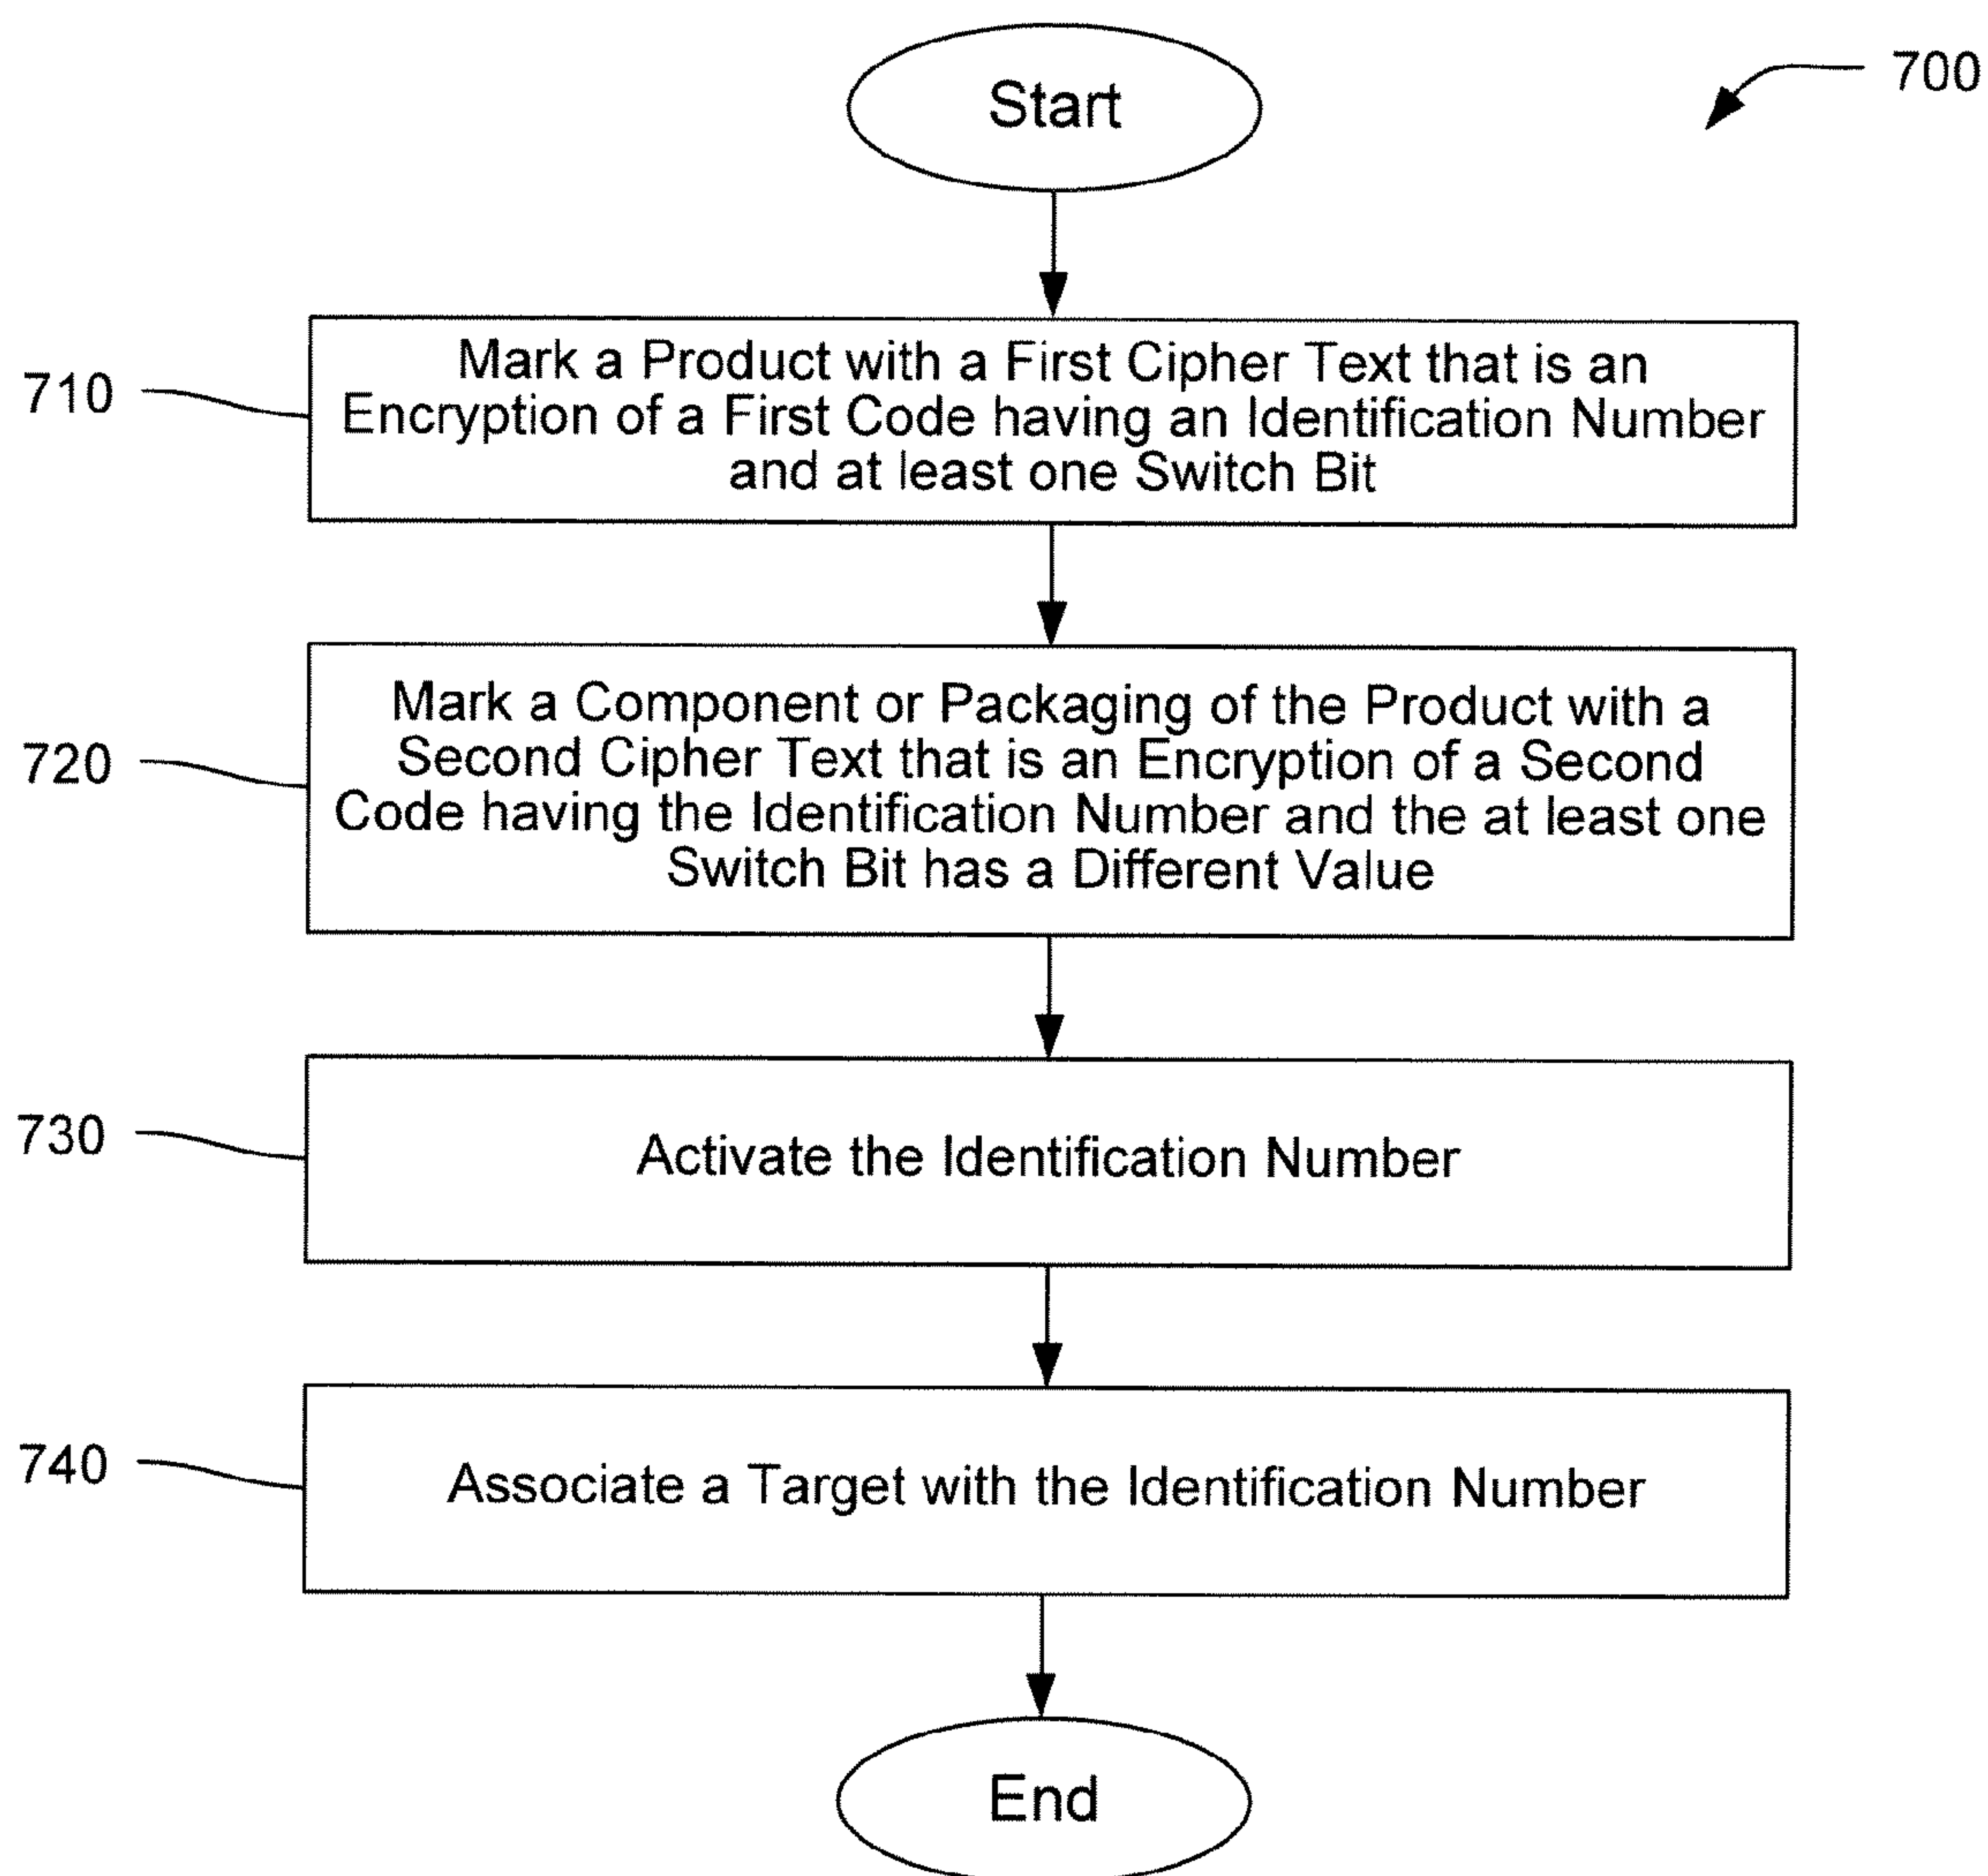 Start
700
710
Mark a Product with a First Cipher Text that is an
Encryption of a First Code having an Identification Number
and at least one Switch Bit
720
Mark a Component or Packaging of the Product with a
Second Cipher Text that is an Encryption of a Second
Code having the Identification Number and the at least one
Switch Bit has a Different Value
730
Activate the Identification Number
740
Associate a Target with the Identification Number
End